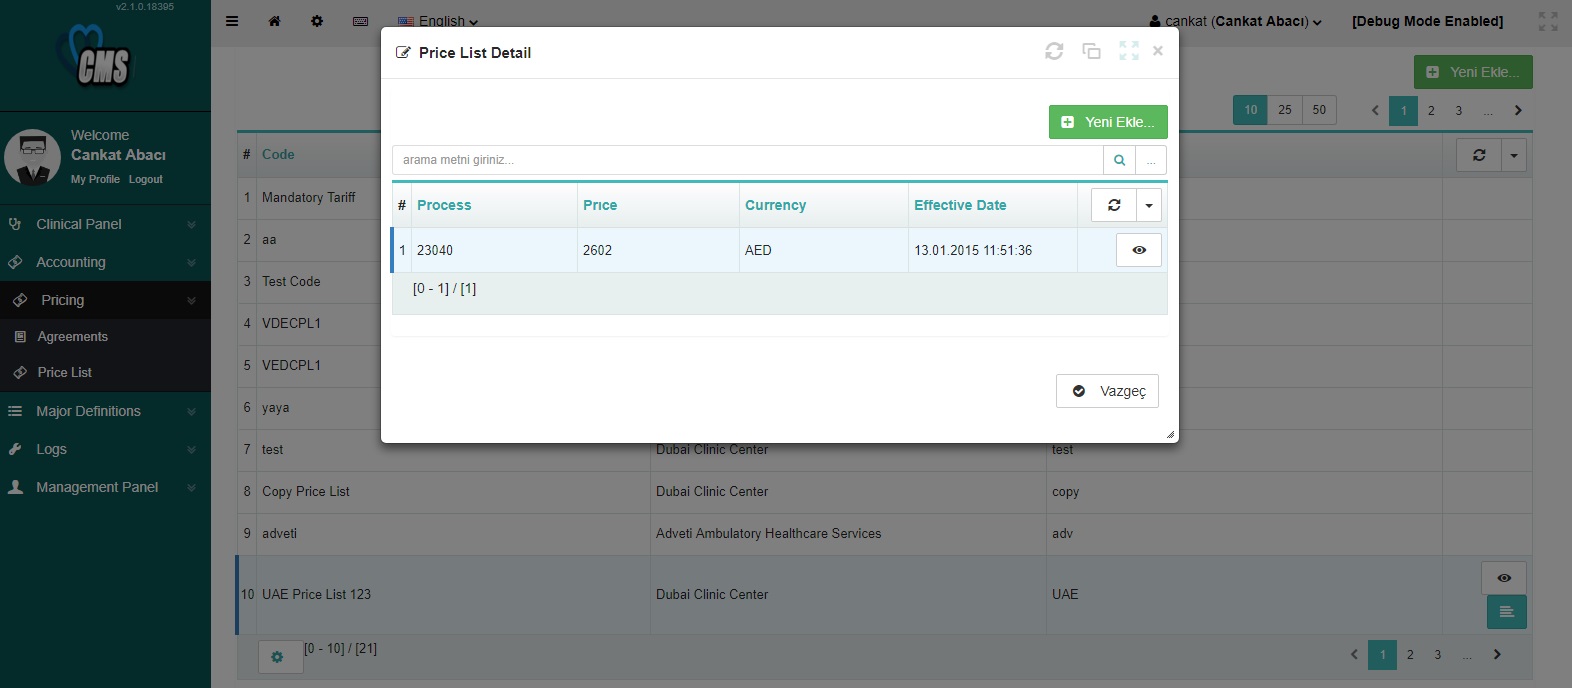 v2.1.0.18395
CMS
Welcome
Cankat Abacı
My Profile Logout
Clinical Panel
Accounting
Pricing
Agreements
Price List
Major Definitions
Logs
Management Panel
English
cankat (Cankat Abacı)
[Debug Mode Enabled]
Yeni Ekle...
10 25 50
1 2 3 ...
# Code
1 Mandatory Tariff
2 aa
3 Test Code
4 VDECPL1
5 VEDCPL1
6 yaya
7 test Dubai Clinic Center test
8 Copy Price List Dubai Clinic Center copy
9 adveti Adveti Ambulatory Healthcare Services adv
10 UAE Price List 123 Dubai Clinic Center UAE
[0 - 10] / [21]
1 2 3 ...
Price List Detail
Yeni Ekle...
arama metni giriniz...
...
# Process Prıce Currency Effective Date
1 23040 2602 AED 13.01.2015 11:51:36
[0 - 1] / [1]
Vazgeç